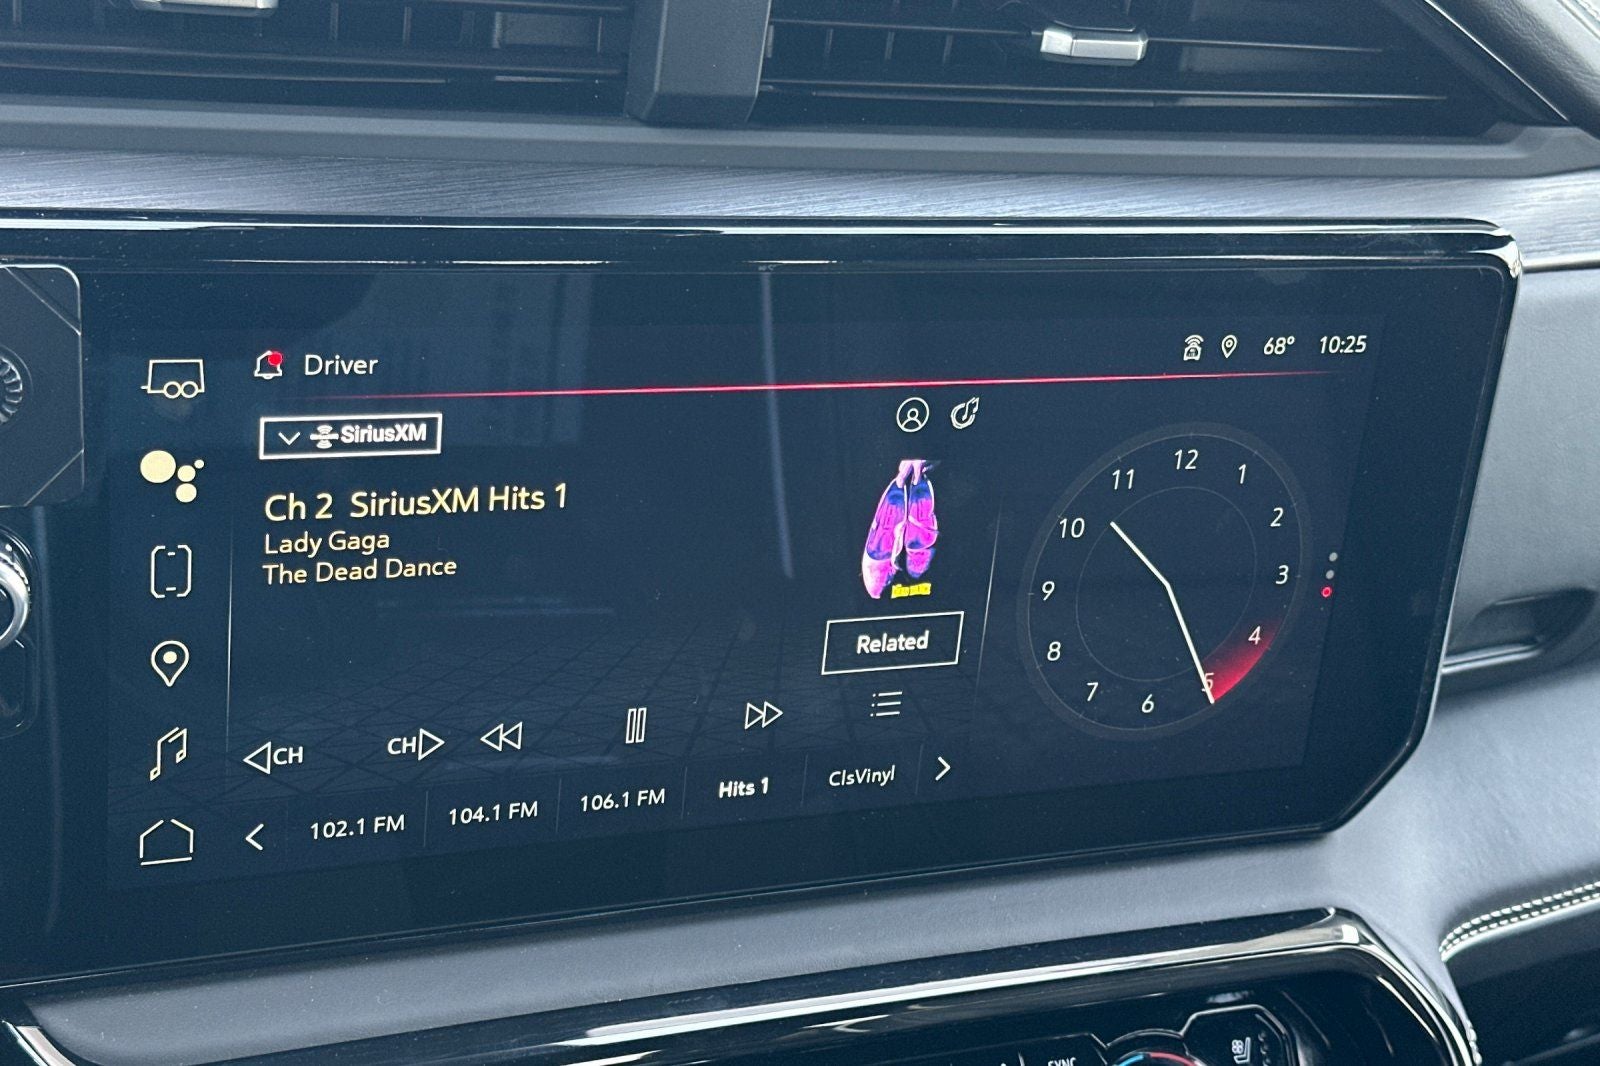 Driver
68° 10:25
SiriusXM
Ch 2 SiriusXM Hits 1
Lady Gaga
The Dead Dance
Related
CH
CH
102.1 FM
104.1 FM
106.1 FM
Hits 1
ClsVinyl
12
1
2
3
4
5
6
7
8
9
10
11
SYNC